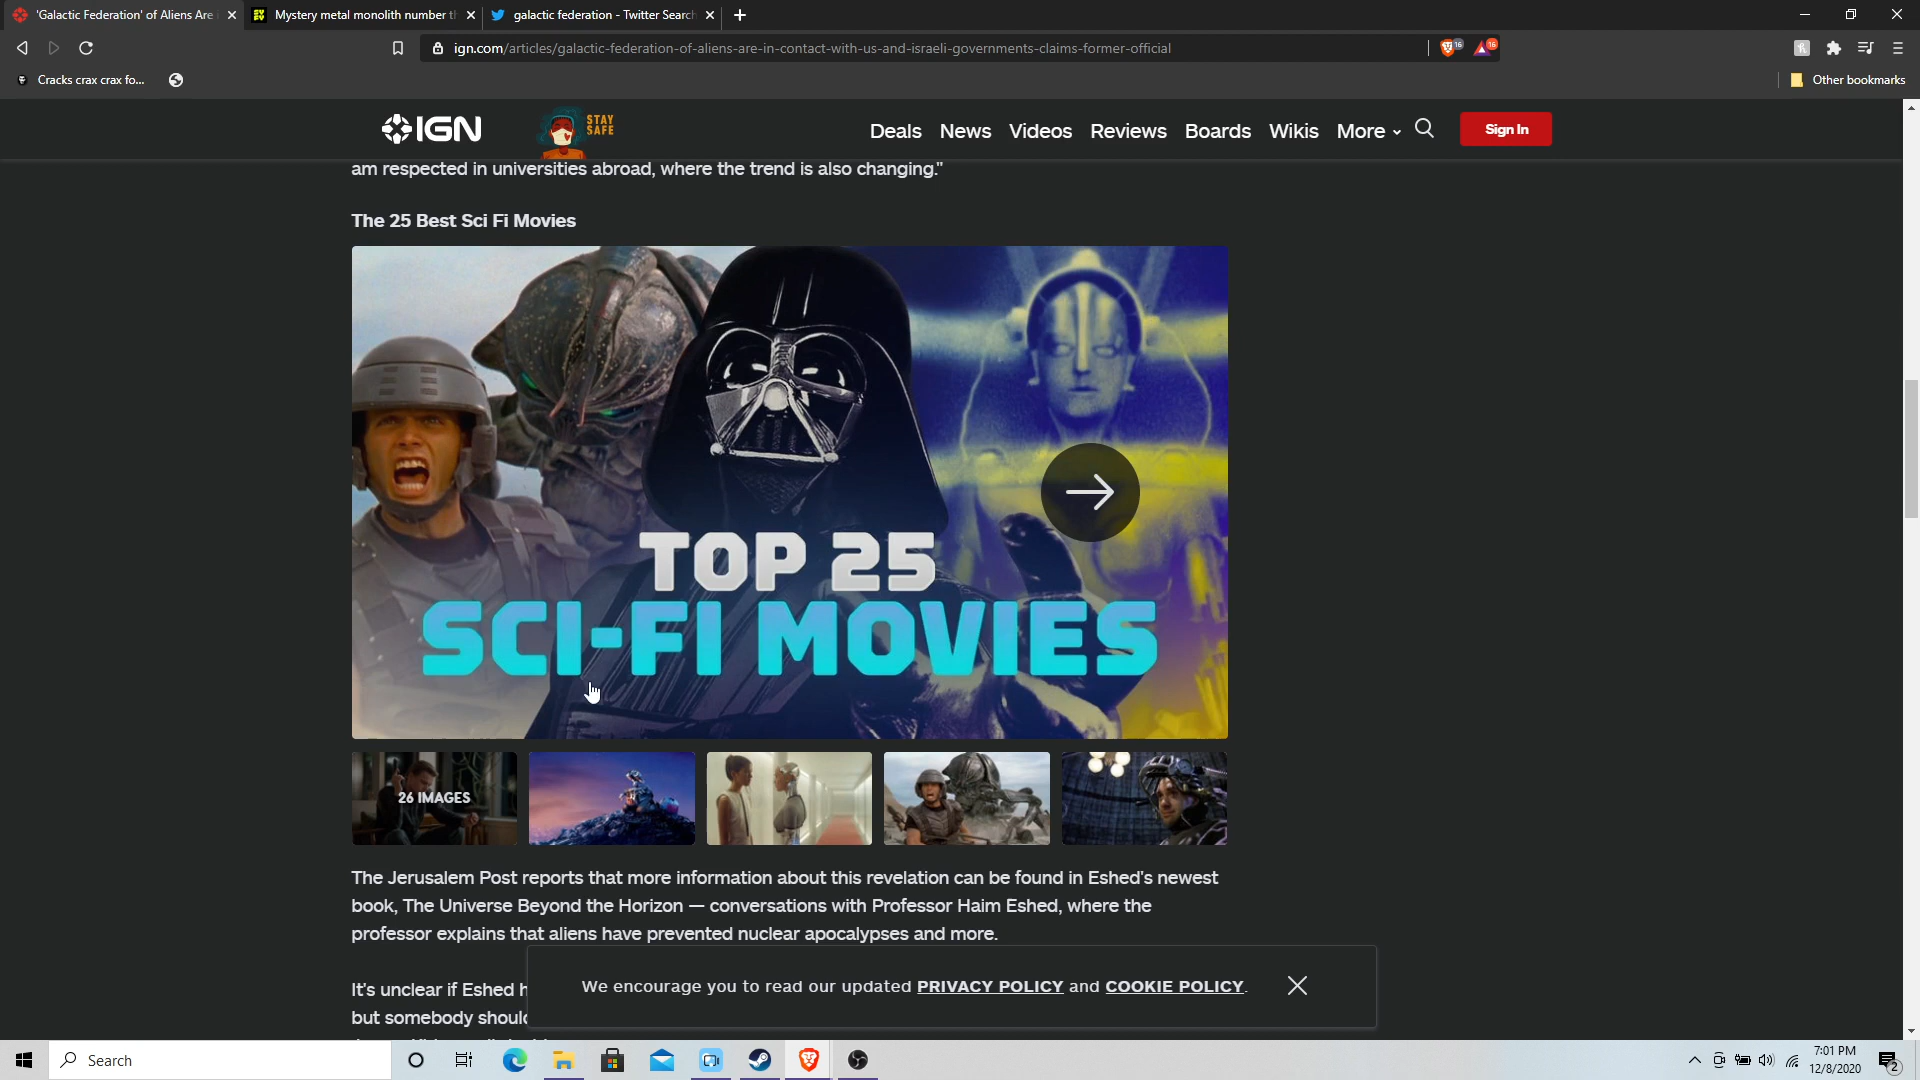 'Galactic Federation' of Aliens Are
Mystery metal monolith number th
galactic federation - Twitter Search
ign.com/articles/galactic-federation-of-aliens-are-in-contact-with-us-and-israeli-governments-claims-former-official
16
16
Cracks crax crax fo...
Other bookmarks
IGN
STAY
SAFE
Deals News Videos Reviews Boards Wikis More
Sign In
am respected in universities abroad, where the trend is also changing."
The 25 Best Sci Fi Movies
TOP 25
SCI-FI MOVIES
26 IMAGES
The Jerusalem Post reports that more information about this revelation can be found in Eshed's newest
book, The Universe Beyond the Horizon — conversations with Professor Haim Eshed, where the
professor explains that aliens have prevented nuclear apocalypses and more.
It's unclear if Eshed h
but somebody should
We encourage you to read our updated PRIVACY POLICY and COOKIE POLICY.
Search
7:01 PM
12/8/2020
2